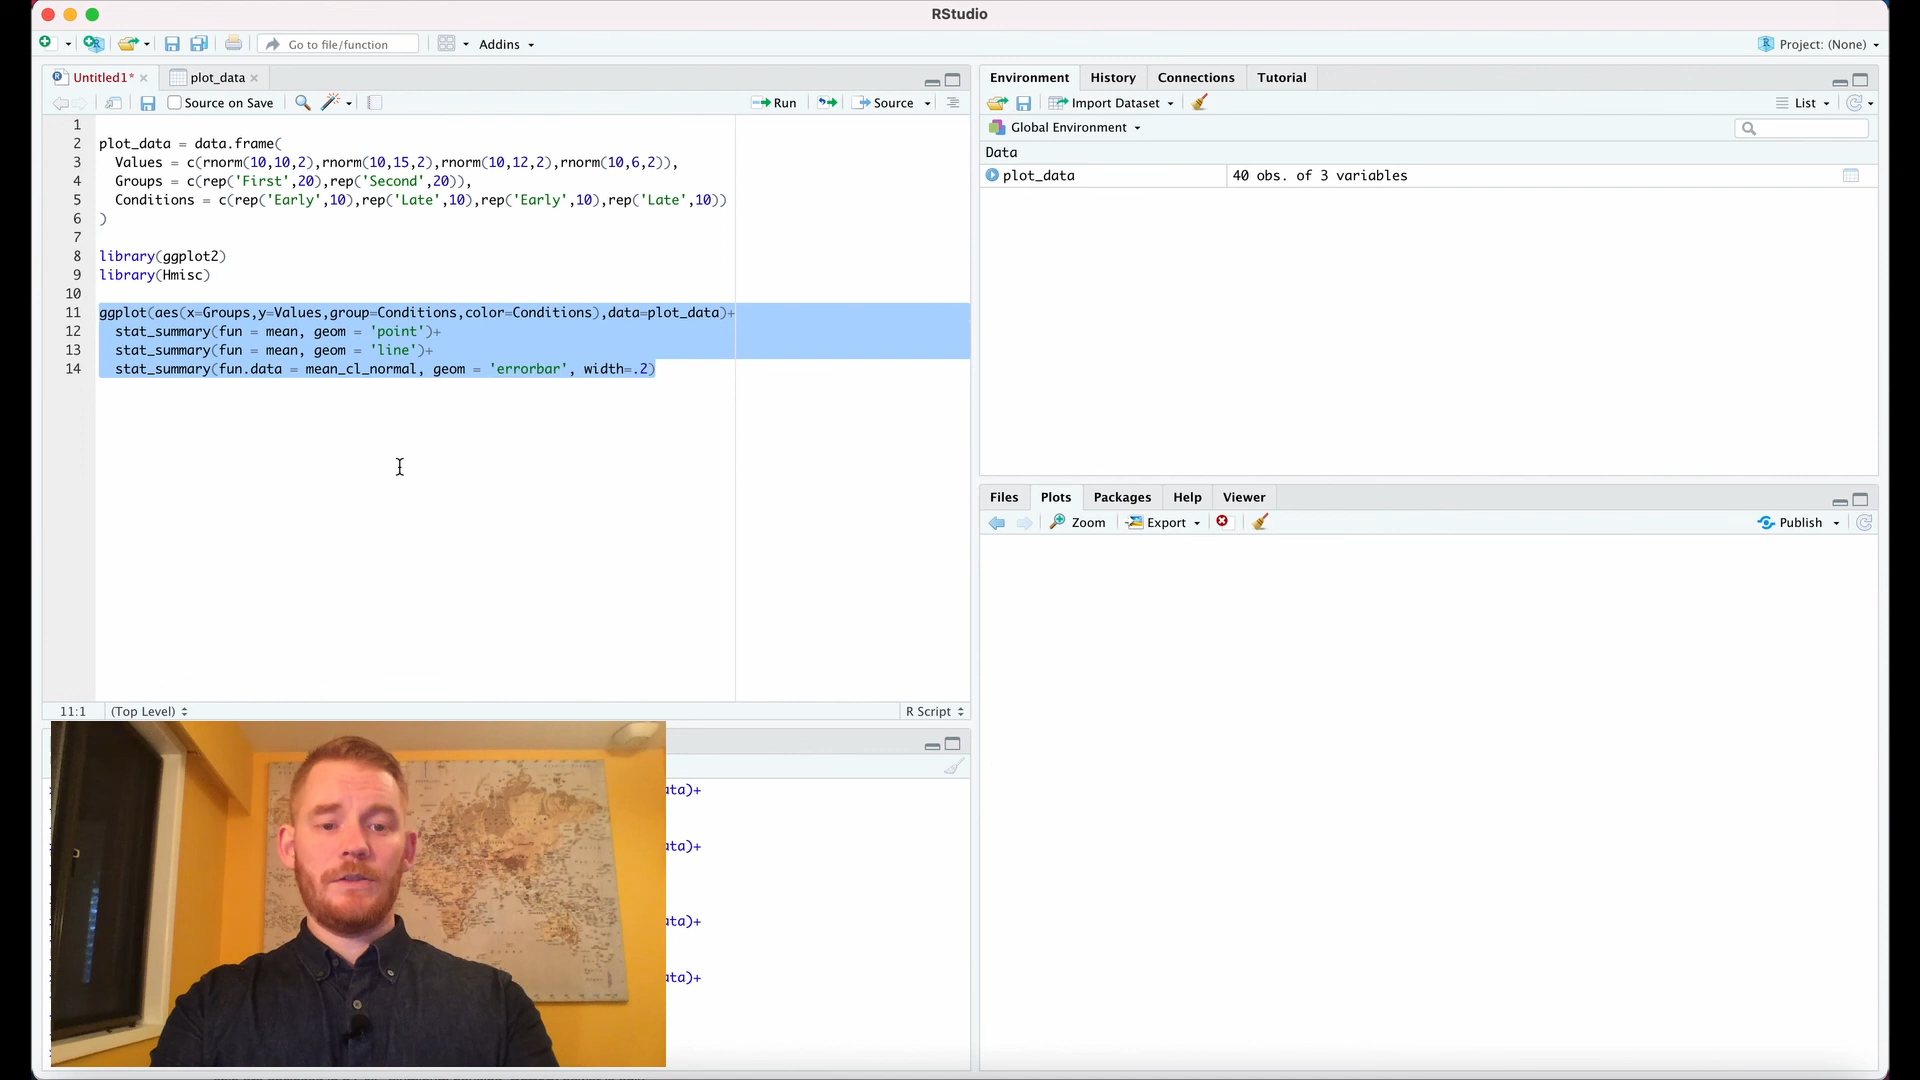 RStudio
Go to file/function
Addins
Project: (None)
Untitled1*
plot_data
Source on Save
Run
Source
1
2 plot_data = data.frame(
3 Values = c(rnorm(10,10,2),rnorm(10,15,2),rnorm(10,12,2),rnorm(10,6,2)),
4 Groups = c(rep('First',20),rep('Second',20)),
5 Conditions = c(rep('Early',10),rep('Late',10),rep('Early',10),rep('Late',10))
6 )
7
8 library(ggplot2)
9 library(Hmisc)
10
11 ggplot(aes(x=Groups,y=Values,group=Conditions,color=Conditions),data=plot_data)+
12 stat_summary(fun = mean, geom = 'point')+
13 stat_summary(fun = mean, geom = 'line')+
14 stat_summary(fun.data = mean_cl_normal, geom = 'errorbar', width=.2)
11:1 (Top Level) R Script
ata)+
ata)+
ata)+
ata)+
Environment History Connections Tutorial
Import Dataset List
Global Environment
Data
plot_data 40 obs. of 3 variables
Files Plots Packages Help Viewer
Zoom Export Publish